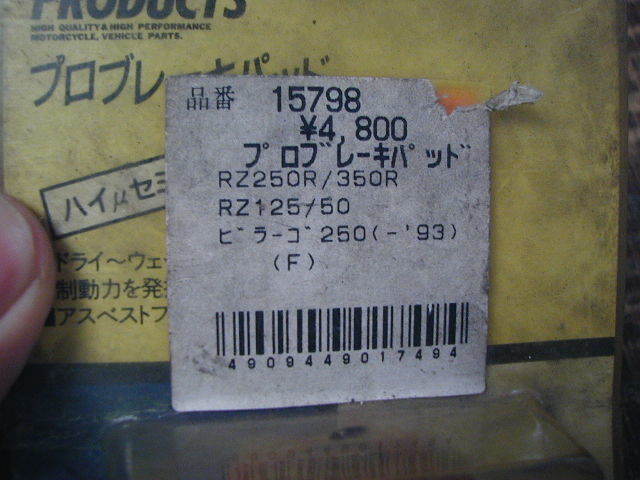 PRODUCTS
HIGH QUALITY & HIGH PERFORMANCE
MOTORCYCLE, VEHICLE PARTS.
プロブレーキパッド
品番 15798
¥4,800
ﾌﾟﾛﾌﾞﾚｰｷﾊﾟｯﾄﾞ
RZ250R/350R
RZ125/50
ﾋﾞﾗｰｺﾞ250(-'93)
(F)
ハイμセミ
ドライ～ウェ
制動力を発
■アスベストフ
4909449017494